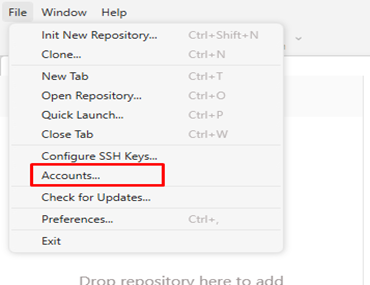 File Window Help
Init New Repository... Ctrl+Shift+N
Clone... Ctrl+N
New Tab Ctrl+T
Open Repository... Ctrl+O
Quick Launch... Ctrl+P
Close Tab Ctrl+W
Configure SSH Keys...
Accounts...
Check for Updates...
Preferences... Ctrl+,
Exit
Drop repository here to add